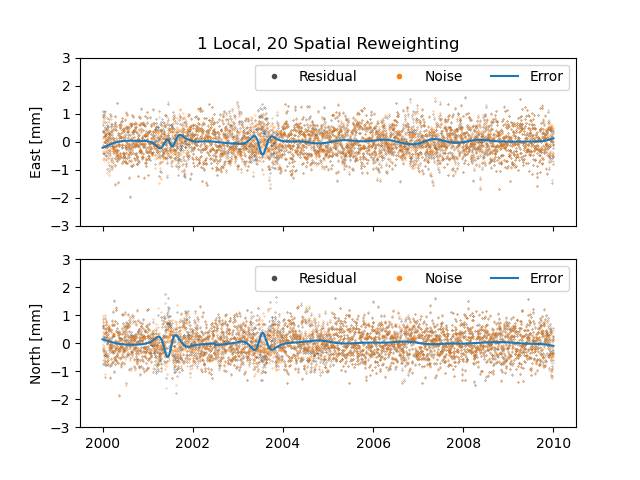 1 Local, 20 Spatial Reweighting
East [mm]
3
2
1
0
−1
−2
−3
Residual Noise Error
North [mm]
3
2
1
0
−1
−2
−3
Residual Noise Error
2000 2002 2004 2006 2008 2010